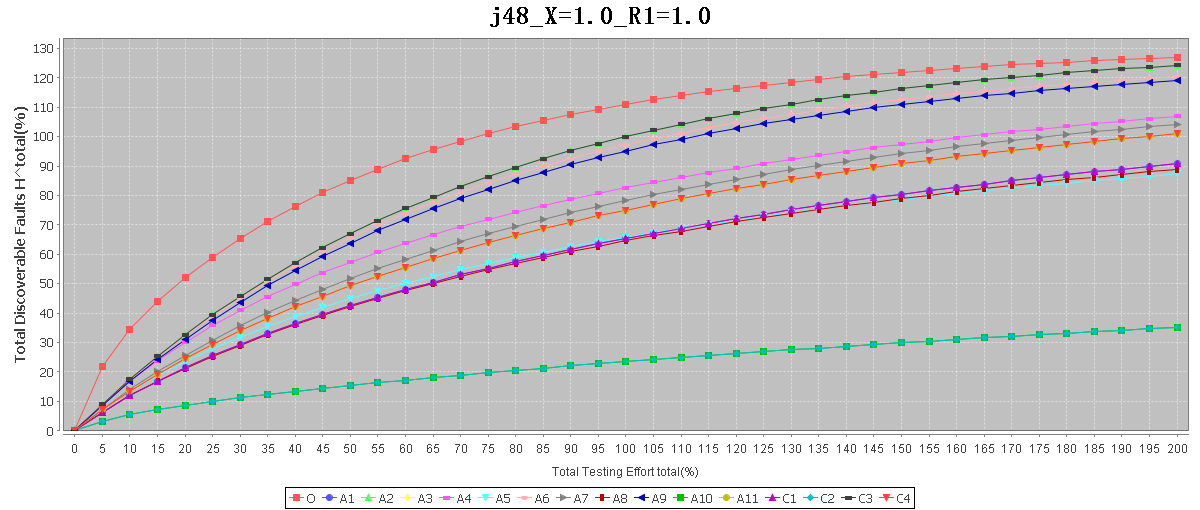 j48_X=1.0_R1=1.0
Total Discoverable Faults H^total(%)
130
120
110
100
90
80
70
60
50
40
30
20
10
0
0 5 10 15 20 25 30 35 40 45 50 55 60 65 70 75 80 85 90 95 100 105 110 115 120 125 130 135 140 145 150 155 160 165 170 175 180 185 190 195 200
Total Testing Effort total(%)
O A1 A2 A3 A4 A5 A6 A7 A8 A9 A10 A11 C1 C2 C3 C4